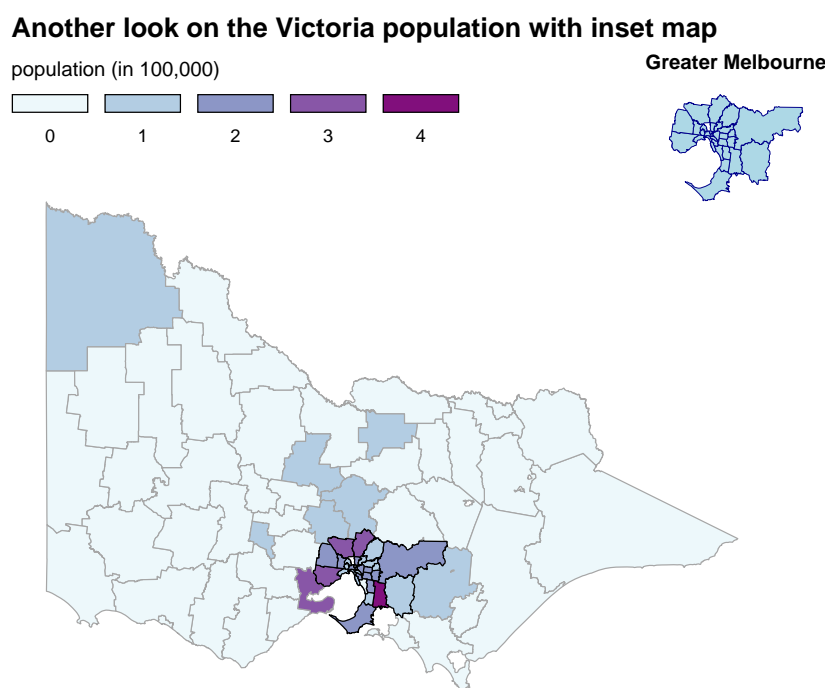 Another look on the Victoria population with inset map
population (in 100,000)
Greater Melbourne
0 1 2 3 4